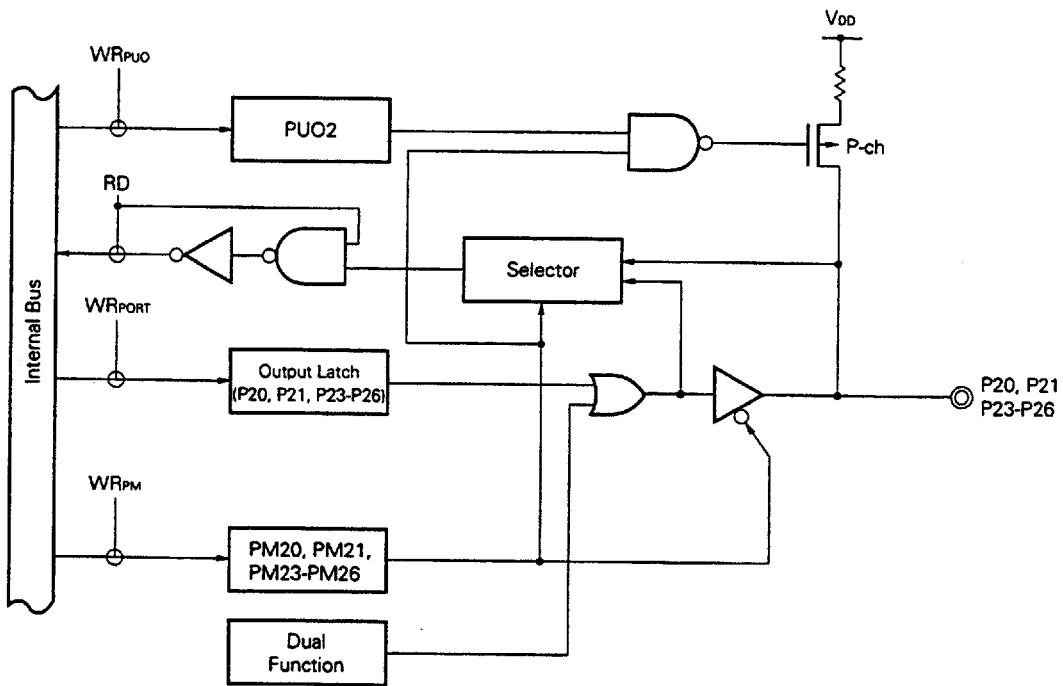 VDD
WRPUO
PUO2
P-ch
RD
Selector
Internal Bus
WRPORT
Output Latch
(P20, P21, P23-P26)
P20, P21
P23-P26
WRPM
PM20, PM21,
PM23-PM26
Dual
Function